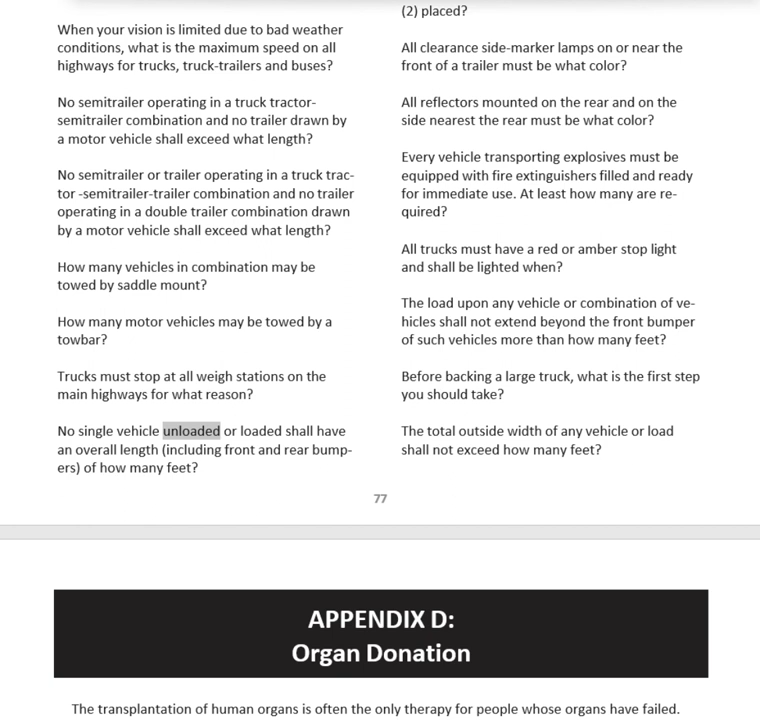 When your vision is limited due to bad weather
conditions, what is the maximum speed on all
highways for trucks, truck-trailers and buses?
No semitrailer operating in a truck tractor-
semitrailer combination and no trailer drawn by
a motor vehicle shall exceed what length?
No semitrailer or trailer operating in a truck trac-
tor -semitrailer-trailer combination and no trailer
operating in a double trailer combination drawn
by a motor vehicle shall exceed what length?
How many vehicles in combination may be
towed by saddle mount?
How many motor vehicles may be towed by a
towbar?
Trucks must stop at all weigh stations on the
main highways for what reason?
No single vehicle unloaded or loaded shall have
an overall length (including front and rear bump-
ers) of how many feet?
(2) placed?
All clearance side-marker lamps on or near the
front of a trailer must be what color?
All reflectors mounted on the rear and on the
side nearest the rear must be what color?
Every vehicle transporting explosives must be
equipped with fire extinguishers filled and ready
for immediate use. At least how many are re-
quired?
All trucks must have a red or amber stop light
and shall be lighted when?
The load upon any vehicle or combination of ve-
hicles shall not extend beyond the front bumper
of such vehicles more than how many feet?
Before backing a large truck, what is the first step
you should take?
The total outside width of any vehicle or load
shall not exceed how many feet?
77
APPENDIX D:
Organ Donation
The transplantation of human organs is often the only therapy for people whose organs have failed.